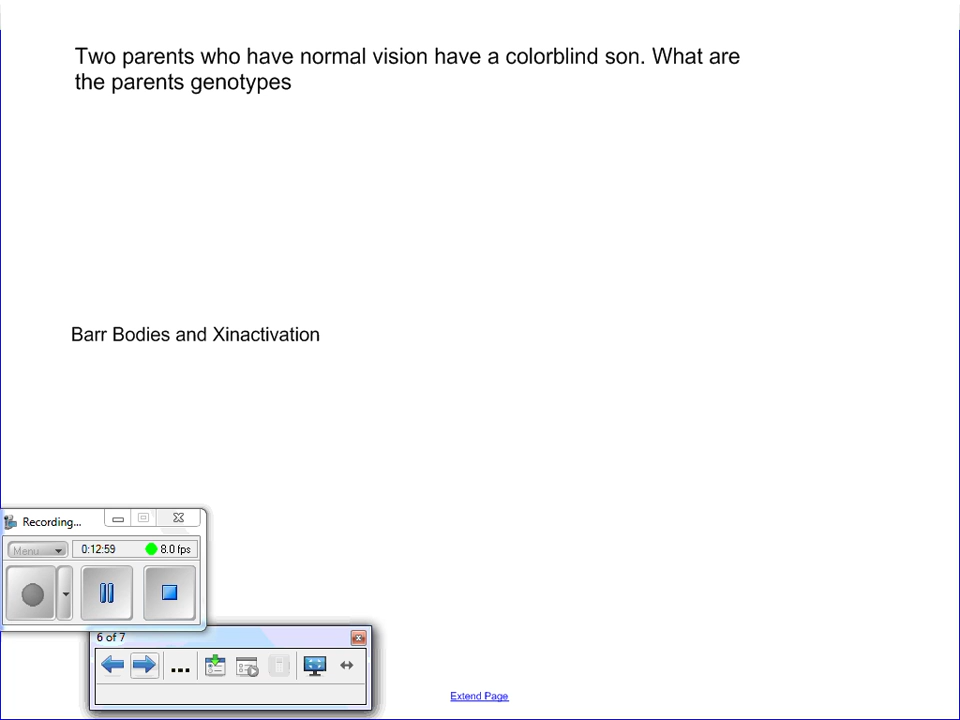 Two parents who have normal vision have a colorblind son. What are
the parents genotypes
Barr Bodies and Xinactivation
Recording...
Menu
0:12:59
8.0 fps
6 of 7
Extend Page